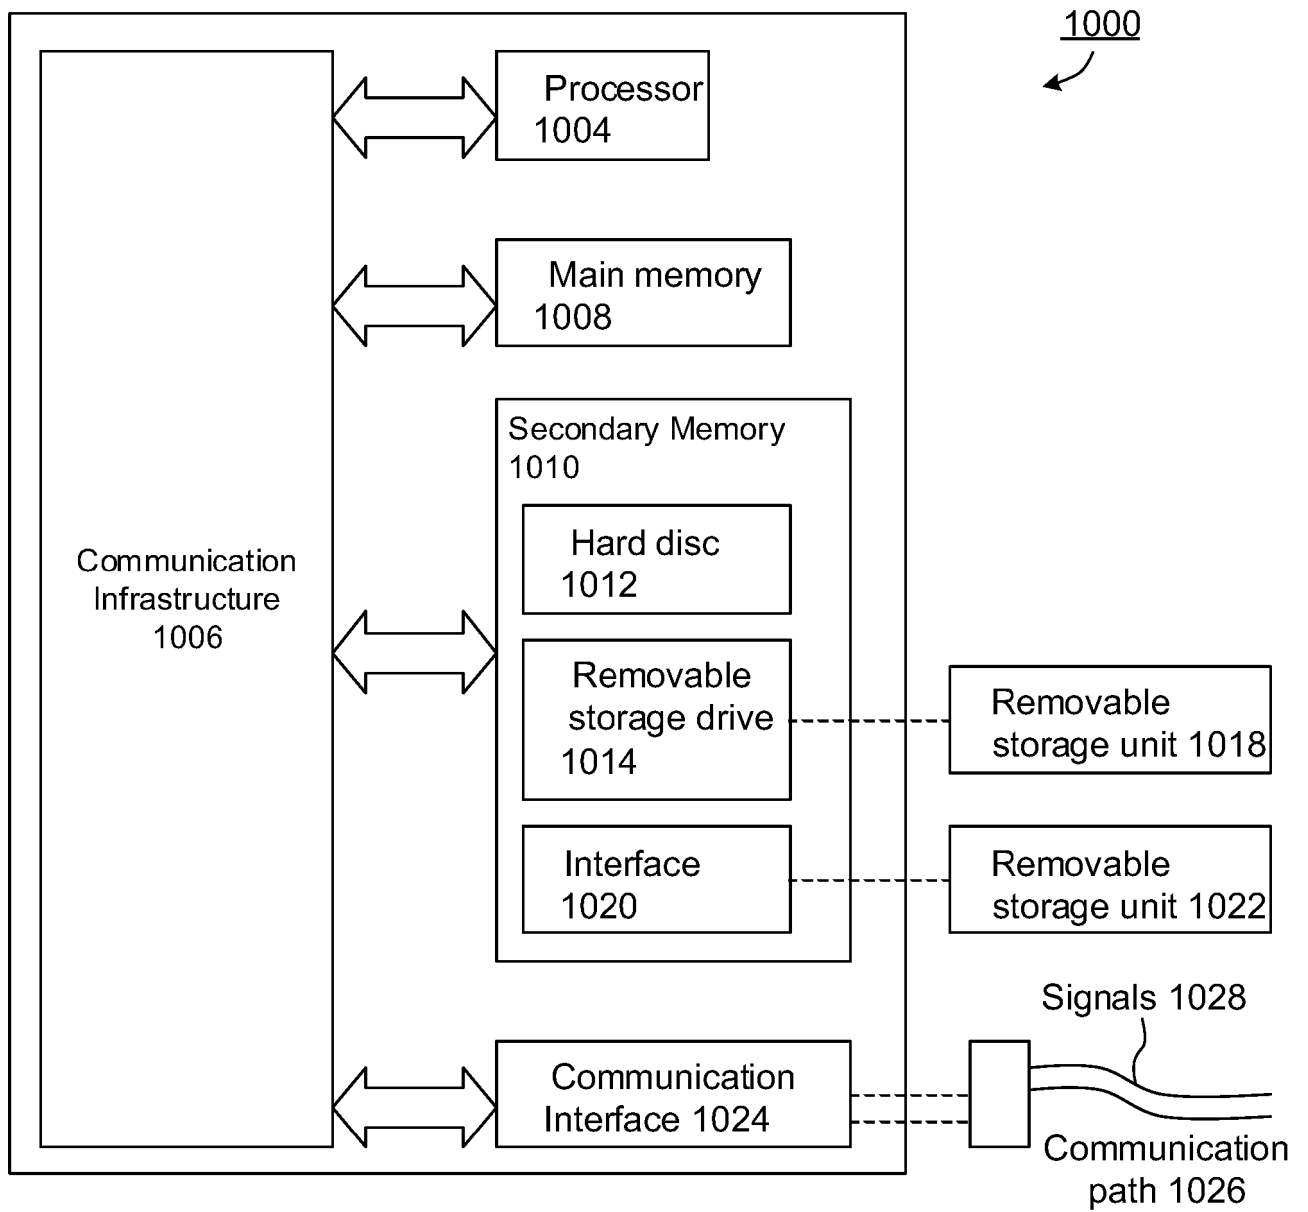 1000
Processor
1004
Main memory
1008
Secondary Memory
1010
Hard disc
1012
Communication
Infrastructure
1006
Removable
storage drive
1014
Removable
storage unit 1018
Interface
1020
Removable
storage unit 1022
Signals 1028
Communication
Interface 1024
Communication
path 1026